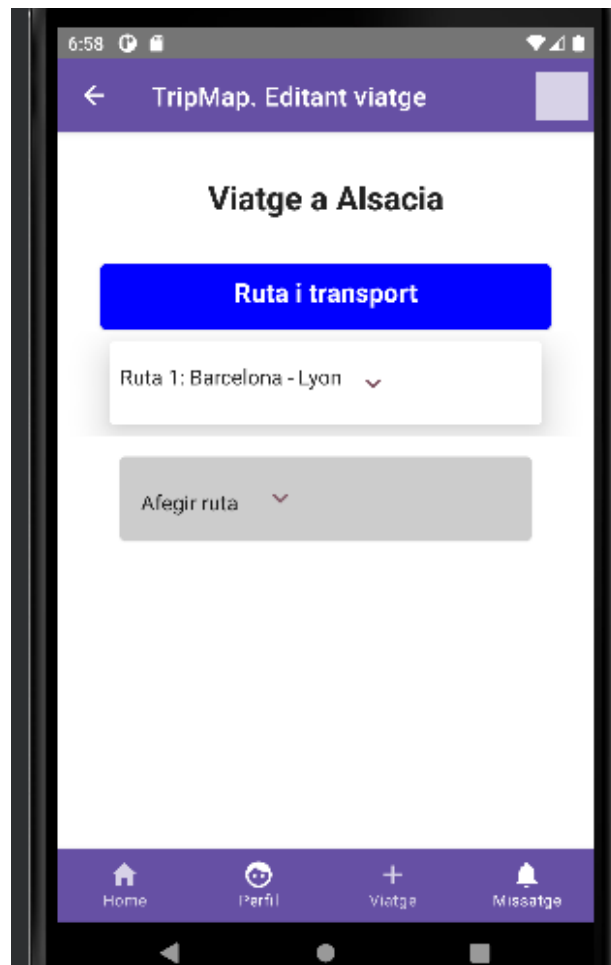 6:58
TripMap. Editant viatge
Viatge a Alsacia
Ruta i transport
Ruta 1: Barcelona - Lyon
Afegir ruta
Home Perfil Viatge Missatge